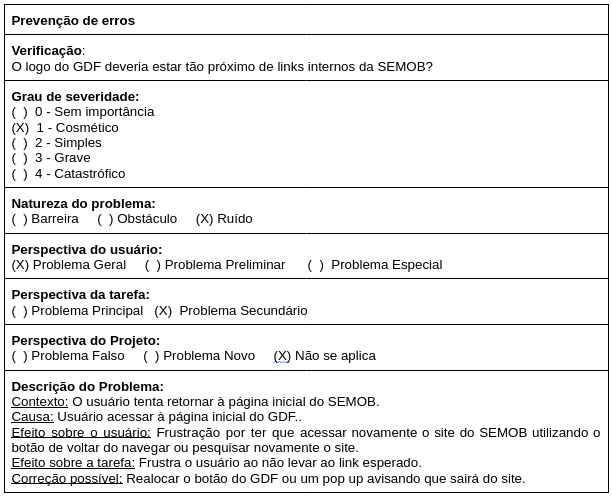 Prevenção de erros
Verificação:
O logo do GDF deveria estar tão próximo de links internos da SEMOB?
Grau de severidade:
( ) 0 - Sem importância
(X) 1 - Cosmético
( ) 2 - Simples
( ) 3 - Grave
( ) 4 - Catastrófico
Natureza do problema:
( ) Barreira ( ) Obstáculo (X) Ruído
Perspectiva do usuário:
(X) Problema Geral ( ) Problema Preliminar ( ) Problema Especial
Perspectiva da tarefa:
( ) Problema Principal (X) Problema Secundário
Perspectiva do Projeto:
( ) Problema Falso ( ) Problema Novo (X) Não se aplica
Descrição do Problema:
Contexto: O usuário tenta retornar à página inicial do SEMOB.
Causa: Usuário acessar à página inicial do GDF..
Efeito sobre o usuário: Frustração por ter que acessar novamente o site do SEMOB utilizando o
botão de voltar do navegar ou pesquisar novamente o site.
Efeito sobre a tarefa: Frustra o usuário ao não levar ao link esperado.
Correção possível: Realocar o botão do GDF ou um pop up avisando que sairá do site.